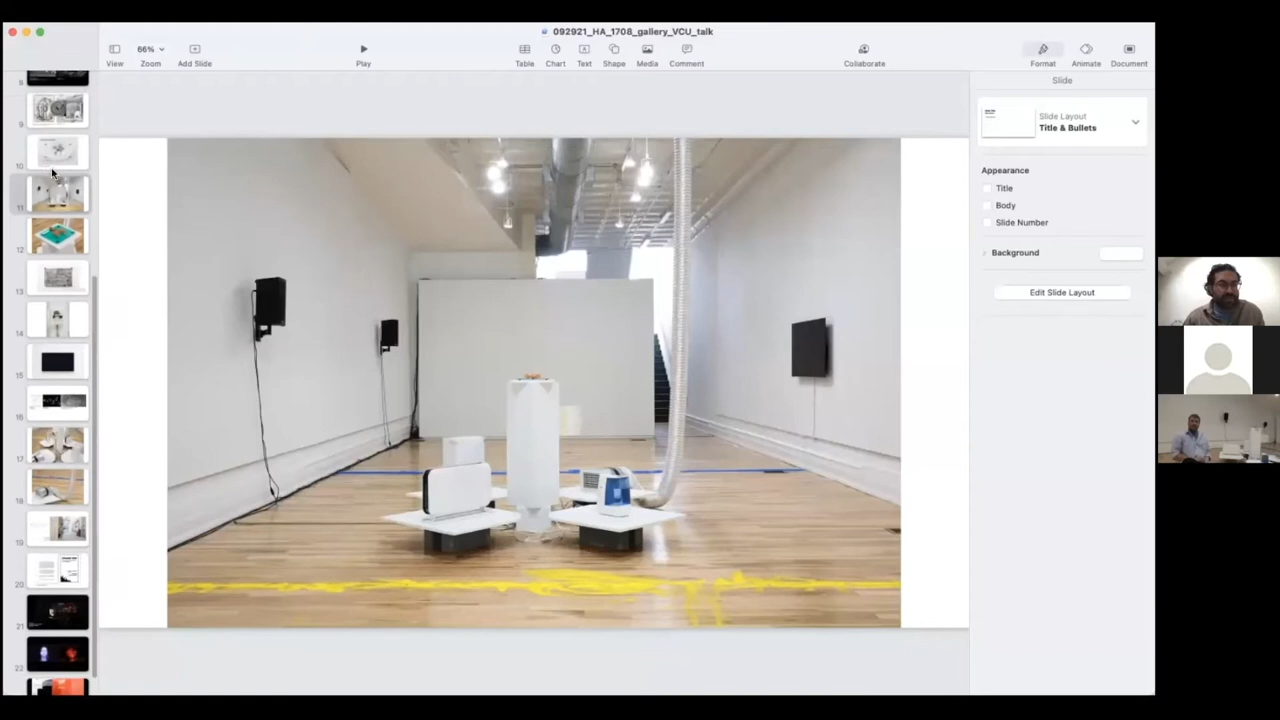 092921_HA_1708_gallery_VCU_talk
66%
View
Zoom
Add Slide
Play
Table
Chart
Text
Shape
Media
Comment
Collaborate
Format
Animate
Document
Slide
Slide Layout
Title & Bullets
Appearance
Title
Body
Slide Number
Background
Edit Slide Layout
9
10
11
12
13
14
15
16
17
18
19
20
21
22